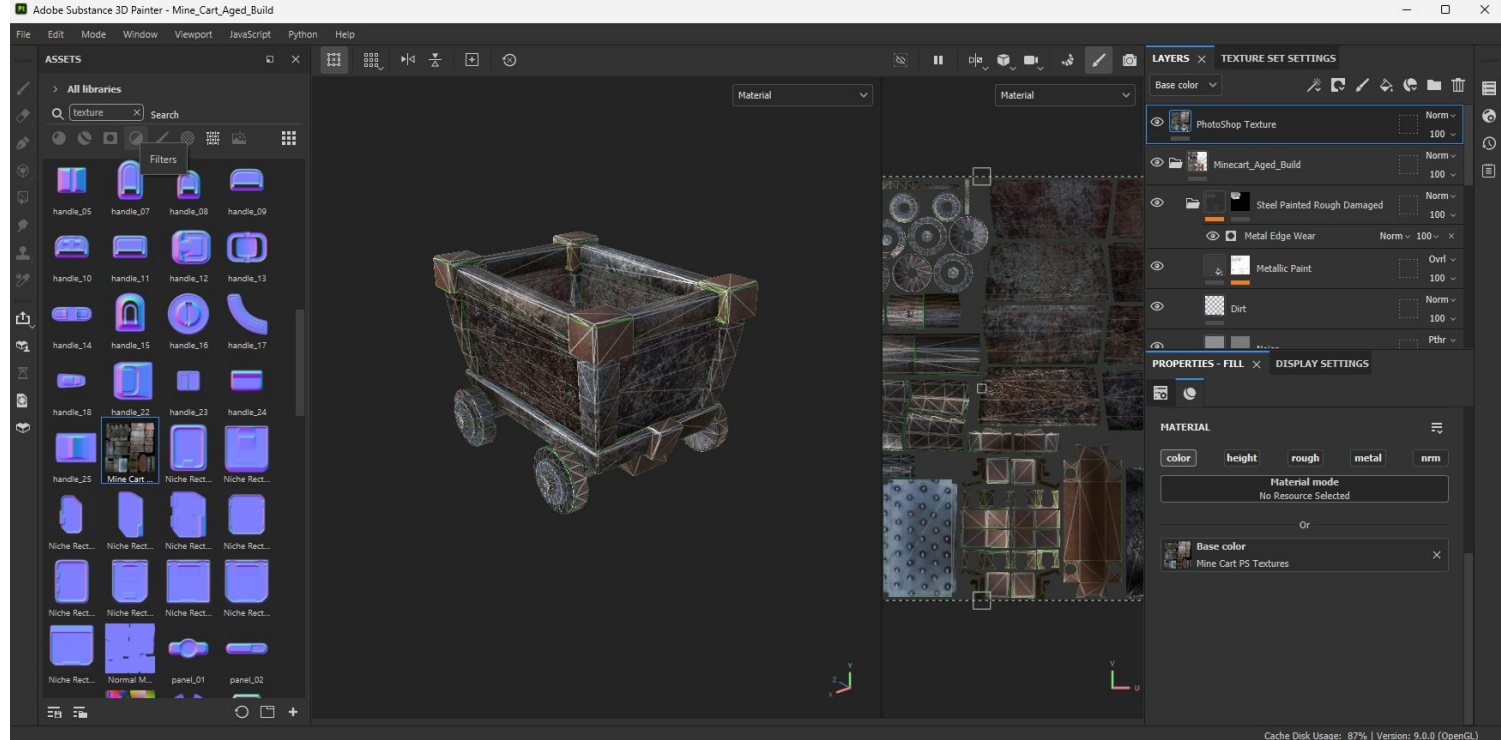 Pt Adobe Substance 3D Painter - Mine_Cart_Aged_Build
File Edit Mode Window Viewport JavaScript Python Help
ASSETS
All libraries
texture Search
Filters
handle_05 handle_07 handle_08 handle_09
handle_10 handle_11 handle_12 handle_13
handle_14 handle_15 handle_16 handle_17
handle_18 handle_22 handle_23 handle_24
handle_25 Mine Cart ... Niche Rect... Niche Rect...
Niche Rect... Niche Rect... Niche Rect... Niche Rect...
Niche Rect... Niche Rect... Niche Rect... Niche Rect...
Niche Rect... Normal M... panel_01 panel_02
Material
Material
Y
Z
X
V
U
LAYERS TEXTURE SET SETTINGS
Base color
PhotoShop Texture Norm
100
Minecart_Aged_Build Norm
100
Steel Painted Rough Damaged Norm
100
Metal Edge Wear Norm 100
Metallic Paint Ovrl
100
Dirt Norm
100
Pthr
PROPERTIES - FILL DISPLAY SETTINGS
MATERIAL
color height rough metal nrm
Material mode
No Resource Selected
Or
Base color
Mine Cart PS Textures
Cache Disk Usage: 87% | Version: 9.0.0 (OpenGL)